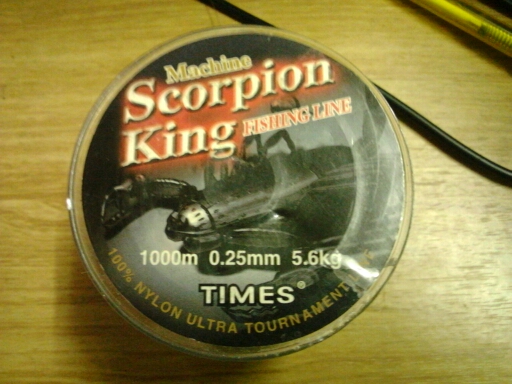 Machine
Scorpion
King FISHING LINE
1000m 0.25mm 5.6kg
TIMES®
100% NYLON ULTRA TOURNAMENT